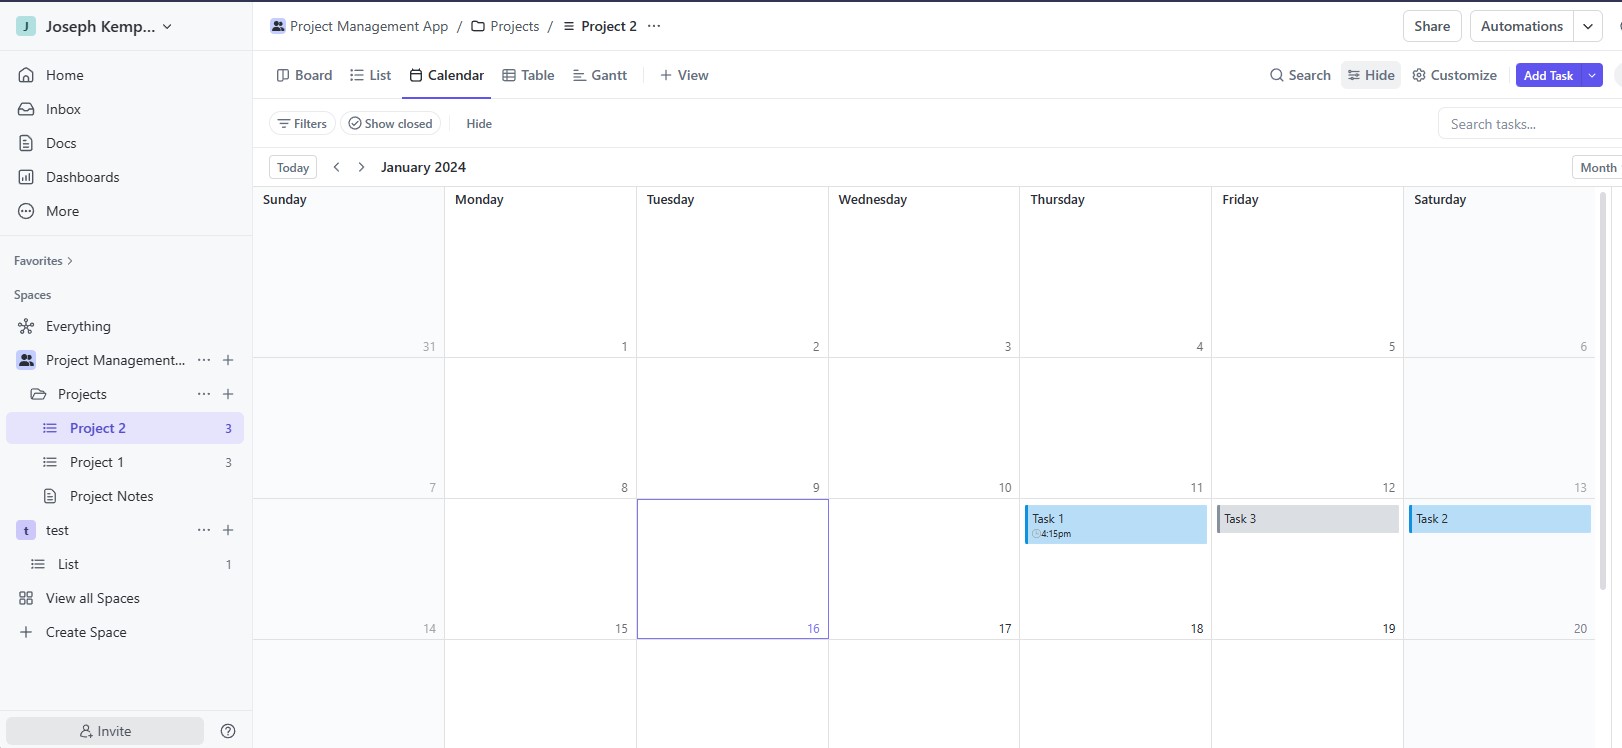 J Joseph Kemp...
Project Management App / Projects / Project 2 ...
Share
Automations
Home
Inbox
Docs
Dashboards
More
Board
List
Calendar
Table
Gantt
+ View
Search
Hide
Customize
Add Task
Filters
Show closed
Hide
Search tasks...
Today
January 2024
Month
Favorites
Spaces
Everything
Project Management...
Projects
Project 2 3
Project 1 3
Project Notes
t test
List 1
View all Spaces
+ Create Space
Invite
Sunday Monday Tuesday Wednesday Thursday Friday Saturday
31 1 2 3 4 5 6
7 8 9 10 11 12 13
Task 1 Task 3 Task 2
4:15pm
14 15 16 17 18 19 20